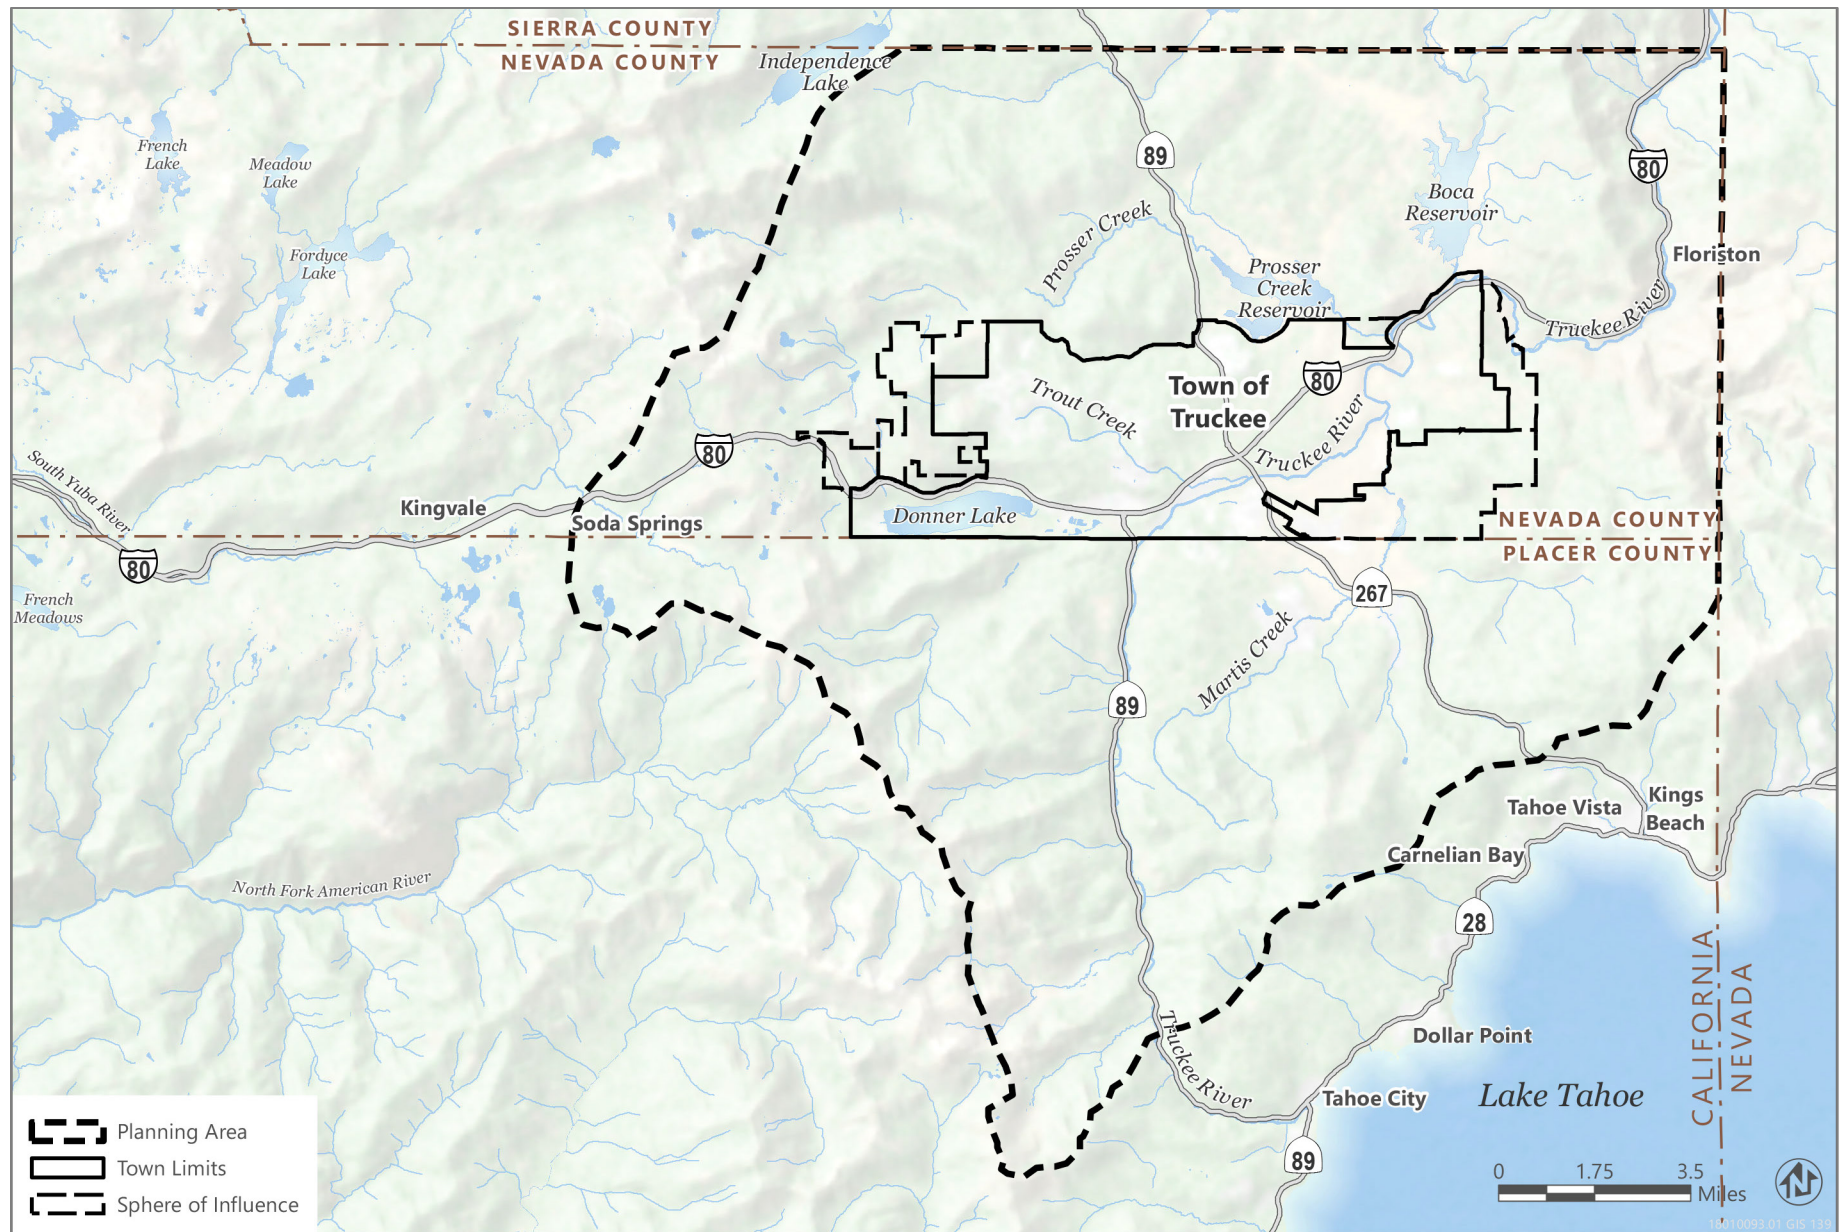 SIERRA COUNTY
NEVADA COUNTY
Independence
Lake
French
Lake
Meadow
Lake
Fordyce
Lake
89
80
Boca
Reservoir
Prosser Creek
Prosser
Creek
Reservoir
Floriston
Truckee River
80
Town of
Truckee
Trout Creek
Truckee River
80
South Yuba River
Kingvale
Soda Springs
Donner Lake
NEVADA COUNTY
PLACER COUNTY
80
French
Meadows
267
Martis Creek
89
Tahoe Vista
Kings
Beach
Carnelian Bay
North Fork American River
28
CALIFORNIA
NEVADA
Truckee River
Dollar Point
Tahoe City
Lake Tahoe
89
Planning Area
Town Limits
Sphere of Influence
0 1.75 3.5
Miles
N
18010093.01 GIS 139